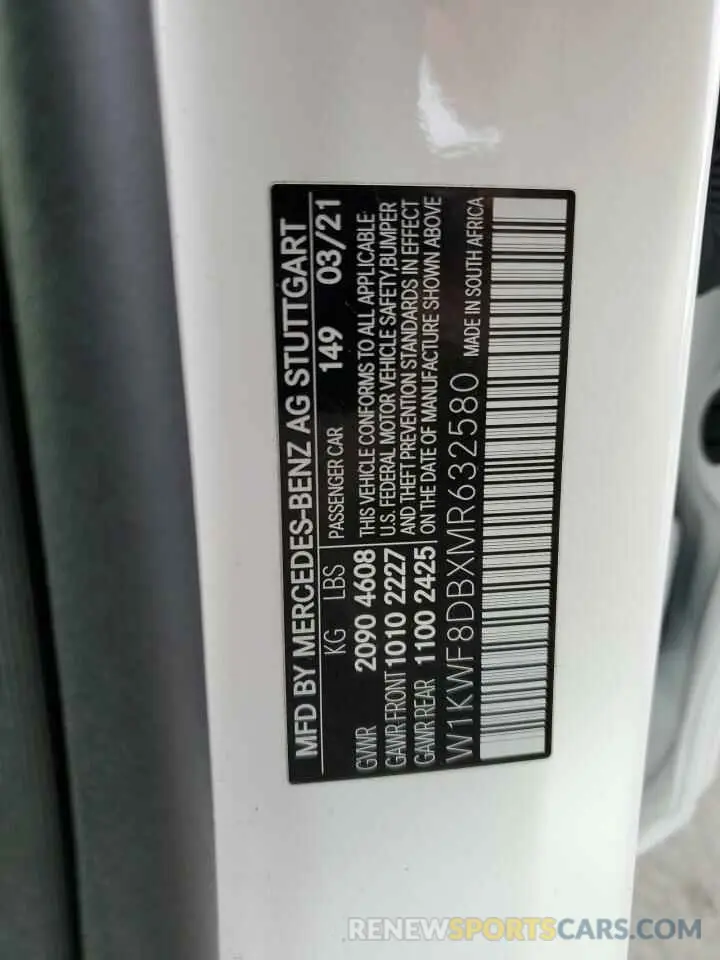 MFD BY MERCEDES-BENZ AG STUTTGART
KG LBS PASSENGER CAR 149 03/21
GVWR 2090 4608 THIS VEHICLE CONFORMS TO ALL APPLICABLE
GAWR FRONT 1010 2227 U.S. FEDERAL MOTOR VEHICLE SAFETY,BUMPER
GAWR REAR 1100 2425 AND THEFT PREVENTION STANDARDS IN EFFECT
ON THE DATE OF MANUFACTURE SHOWN ABOVE
W1KWF8DBXMR632580 MADE IN SOUTH AFRICA
RENEWSPORTSCARS.COM